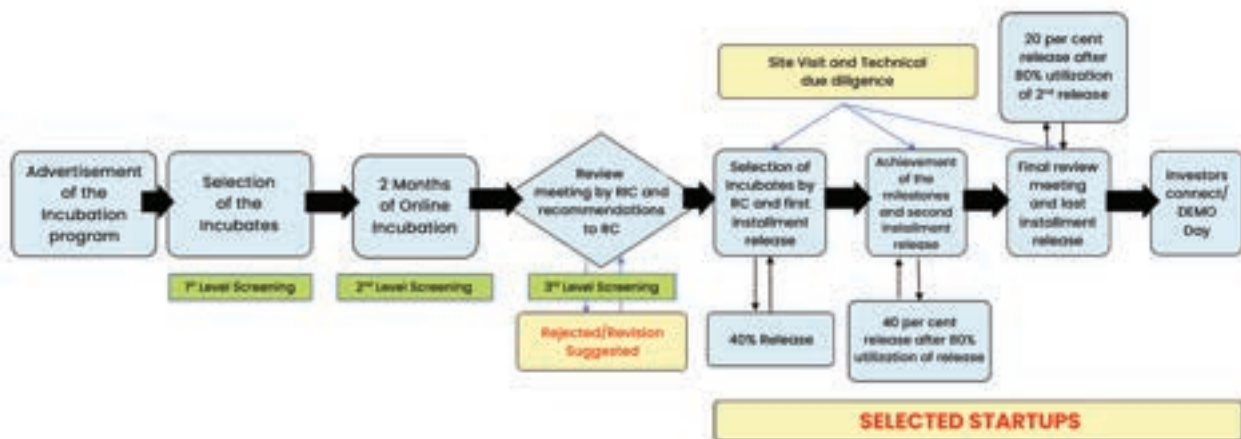 Advertisement
of the
Incubation
program
Selection
of the
Incubates
1st Level Screening
2 Months
of Online
Incubation
2nd Level Screening
Review
meeting by RIC and
recommendations
to RC
3rd Level Screening
Rejected/Revision
Suggested
Site Visit and Technical
due diligence
Selection of
Incubates by
RC and first
installment
release
40% Release
Achievement
of the
milestones
and second
installment
release
40 per cent
release after 80%
utilization of release
20 per cent
release after 80%
utilization
of 2nd release
Final review
meeting
and last
installment
release
Investors
connect/
DEMO
Day
SELECTED STARTUPS